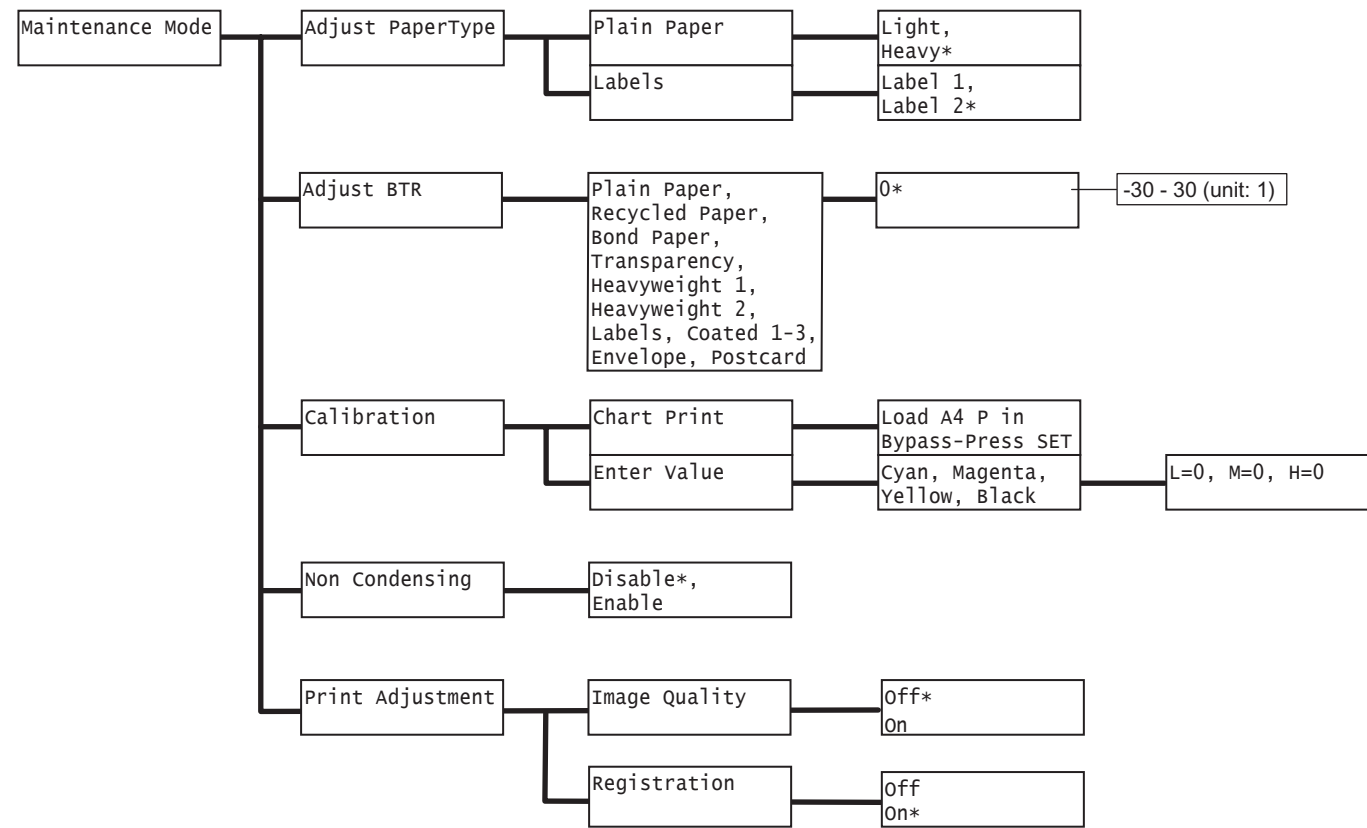 Maintenance Mode
Adjust PaperType
Plain Paper
Light,
Heavy*
Labels
Label 1,
Label 2*
Adjust BTR
Plain Paper,
Recycled Paper,
Bond Paper,
Transparency,
Heavyweight 1,
Heavyweight 2,
Labels, Coated 1-3,
Envelope, Postcard
0*
-30 - 30 (unit: 1)
Calibration
Chart Print
Load A4 P in
Bypass-Press SET
Enter Value
Cyan, Magenta,
Yellow, Black
L=0, M=0, H=0
Non Condensing
Disable*,
Enable
Print Adjustment
Image Quality
Off*
On
Registration
Off
On*